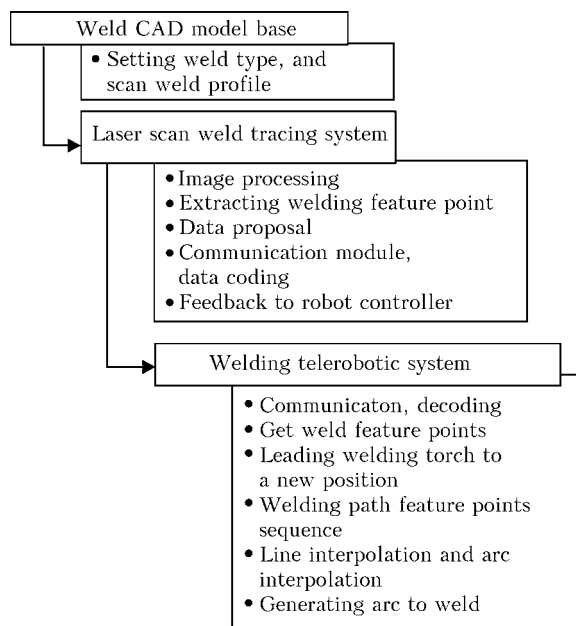 Weld CAD model base
• Setting weld type, and
scan weld profile
Laser scan weld tracing system
• Image processing
• Extracting welding feature point
• Data proposal
• Communication module,
data coding
• Feedback to robot controller
Welding telerobotic system
• Communicaton, decoding
• Get weld feature points
• Leading welding torch to
a new position
• Welding path feature points
sequence
• Line interpolation and arc
interpolation
• Generating arc to weld